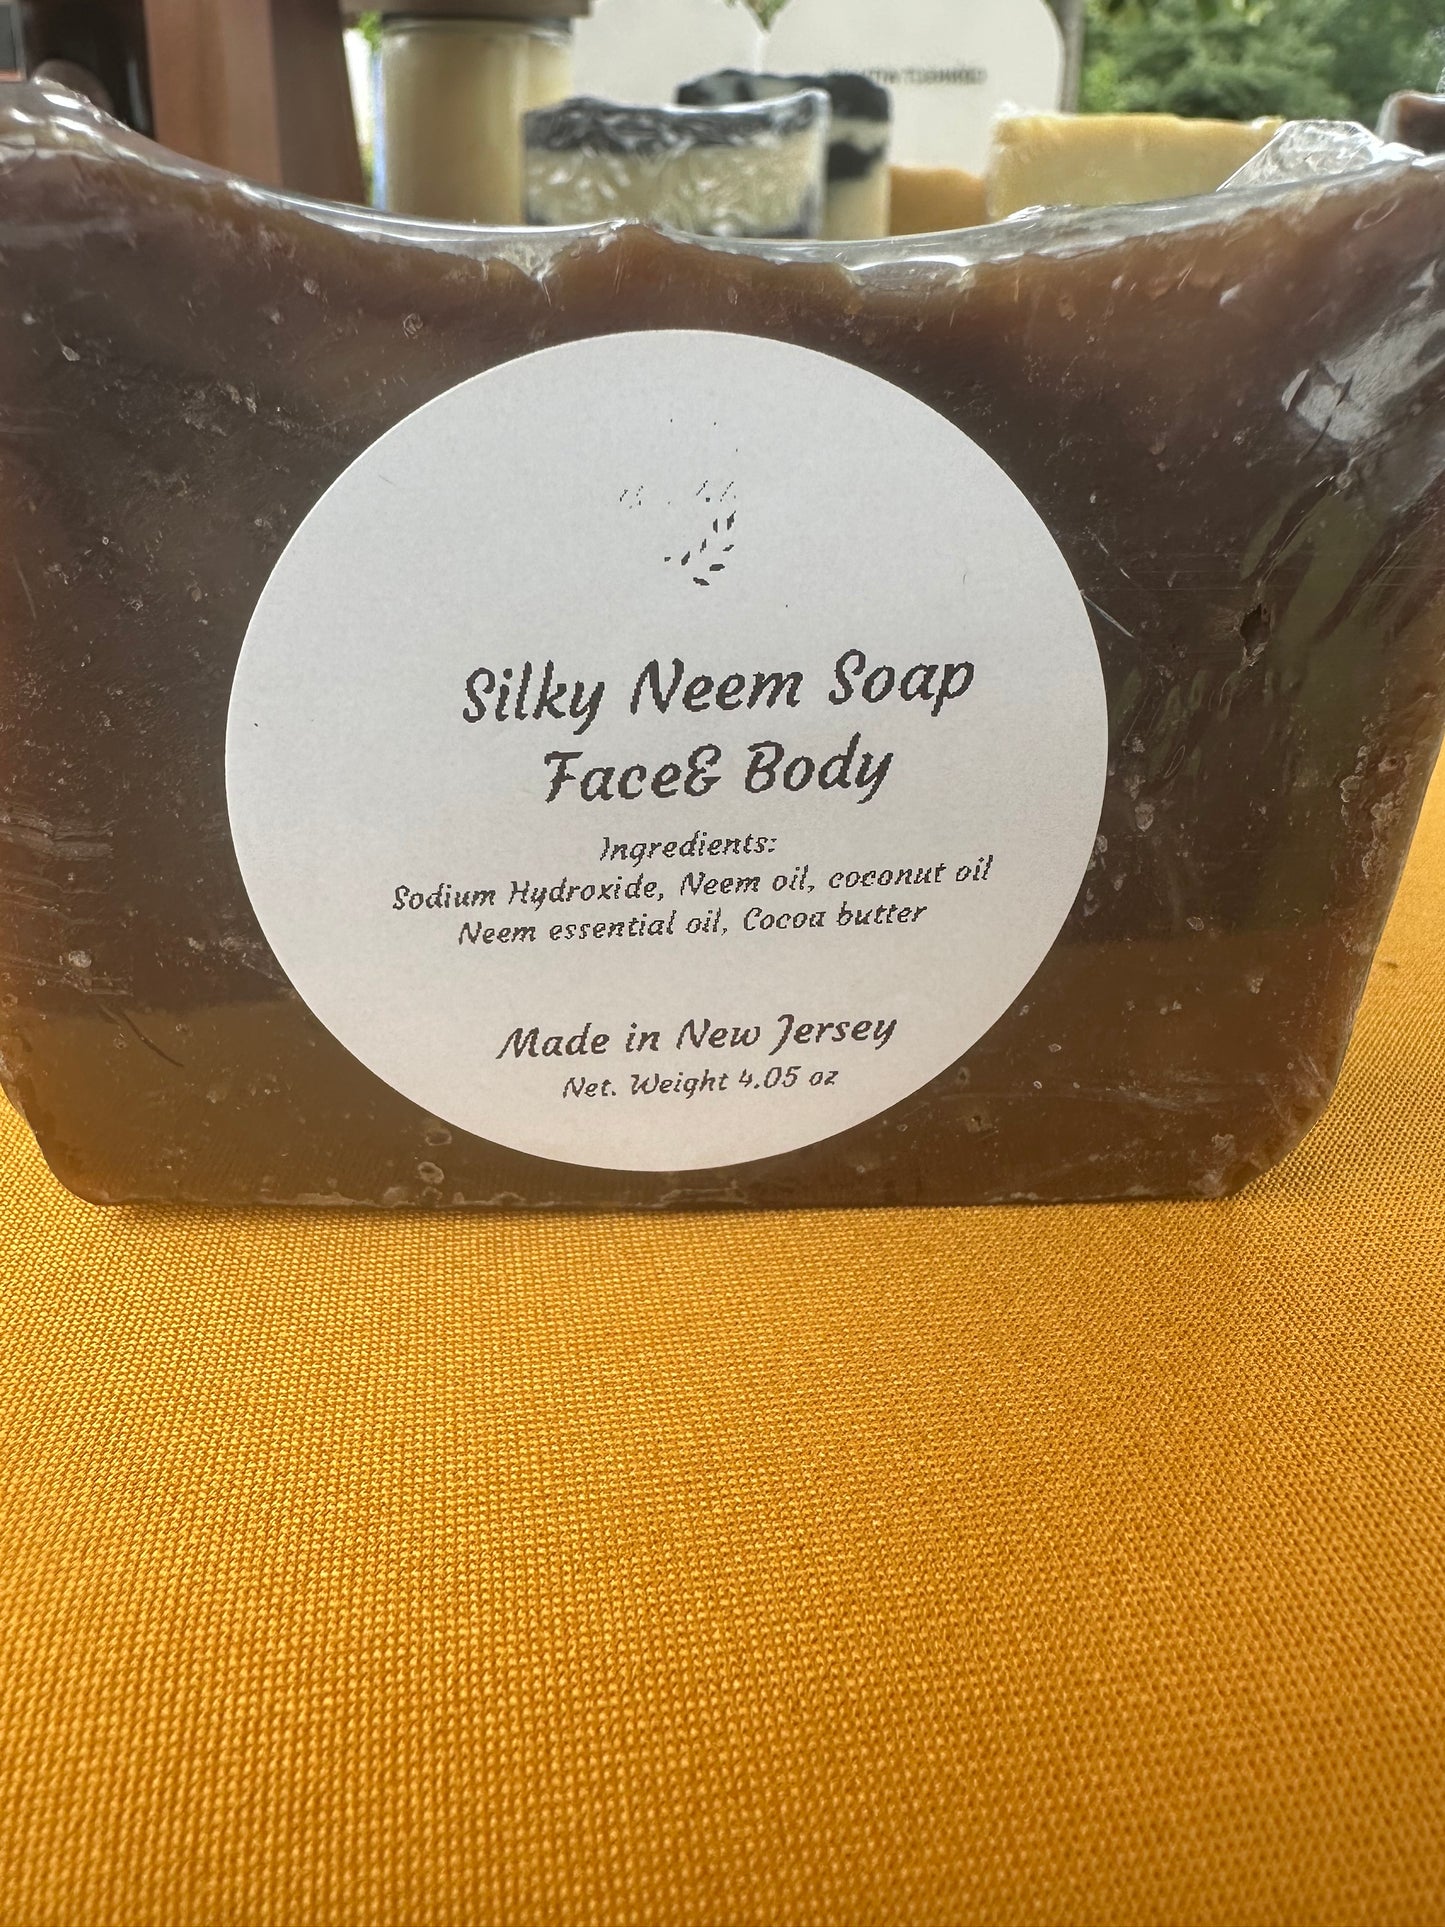 Silky Neem Soap
Face& Body
Ingredients:
Sodium Hydroxide, Neem oil, coconut oil
Neem essential oil, Cocoa butter
Made in New Jersey
Net. Weight 4.05 oz